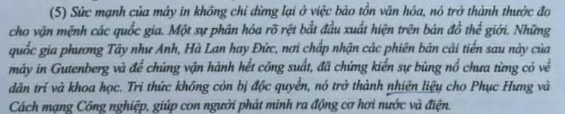 (5) Sức mạnh của máy in không chỉ dừng lại ở việc bảo tồn văn hóa, nó trở thành thước đo
cho vận mệnh các quốc gia. Một sự phân hóa rõ rệt bắt đầu xuất hiện trên bản đồ thế giới. Những
quốc gia phương Tây như Anh, Hà Lan hay Đức, nơi chấp nhận các phiên bản cải tiến sau này của
máy in Gutenberg và để chúng vận hành hết công suất, đã chứng kiến sự bùng nổ chưa từng có về
dân trí và khoa học. Tri thức không còn bị độc quyền, nó trở thành nhiên liệu cho Phục Hưng và
Cách mạng Công nghiệp, giúp con người phát minh ra động cơ hơi nước và điện.